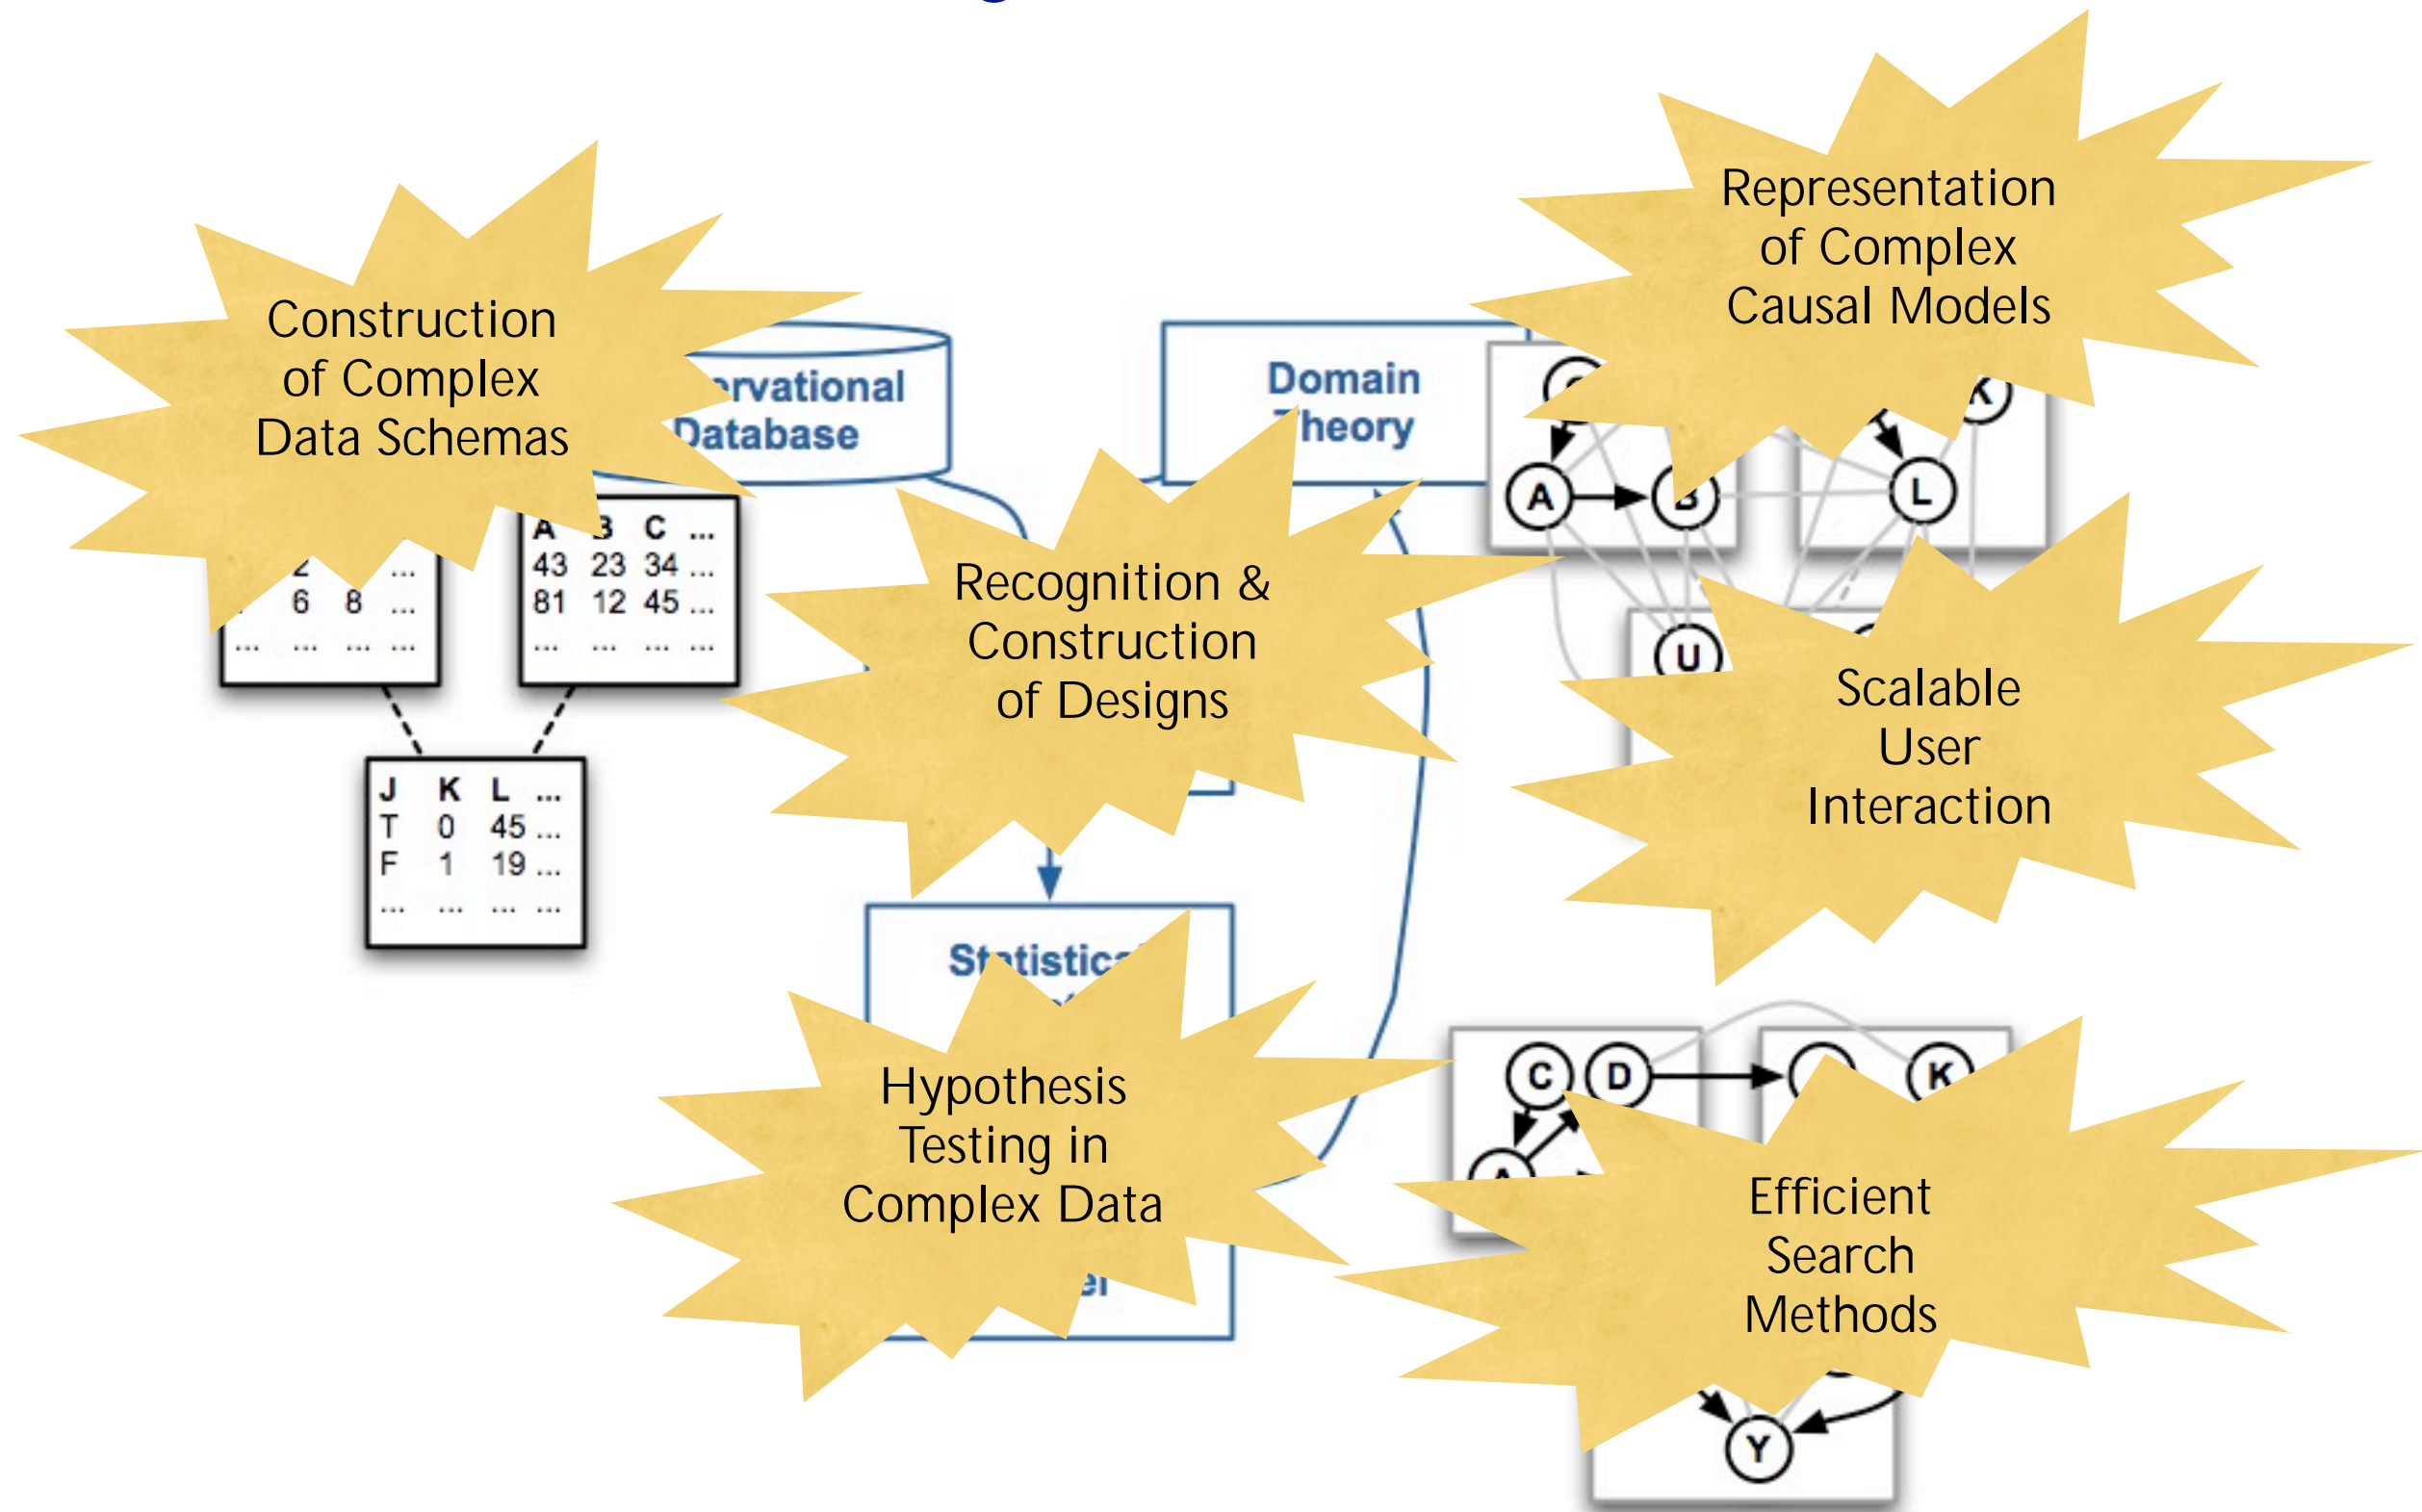 Representation
of Complex
Causal Models
Construction
of Complex
Data Schemas
Database
Domain
K
A B
L
A B C ...
43 23 34 ...
81 12 45 ...
... ... ... ...
2 ...
6 8 ...
... ... ... ...
Recognition &
Construction
of Designs
U
Scalable
User
Interaction
J K L ...
T 0 45 ...
F 1 19 ...
... ... ... ...
C D K
A
Hypothesis
Testing in
Complex Data
Efficient
Search
Methods
Y